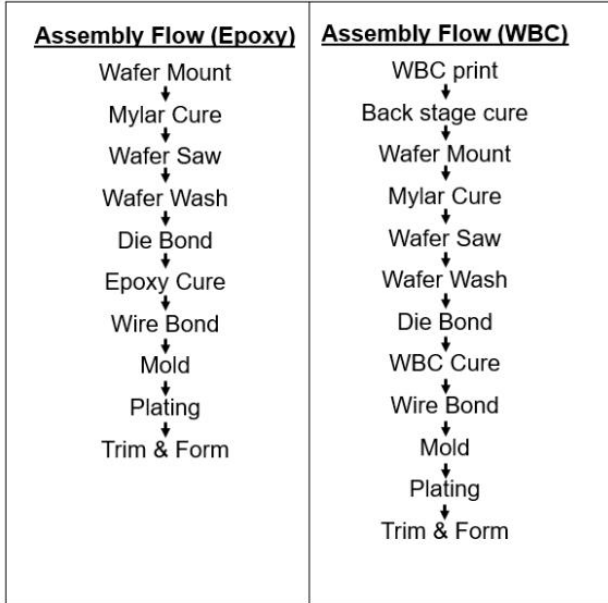 Assembly Flow (Epoxy)
Wafer Mount
Mylar Cure
Wafer Saw
Wafer Wash
Die Bond
Epoxy Cure
Wire Bond
Mold
Plating
Trim & Form
Assembly Flow (WBC)
WBC print
Back stage cure
Wafer Mount
Mylar Cure
Wafer Saw
Wafer Wash
Die Bond
WBC Cure
Wire Bond
Mold
Plating
Trim & Form